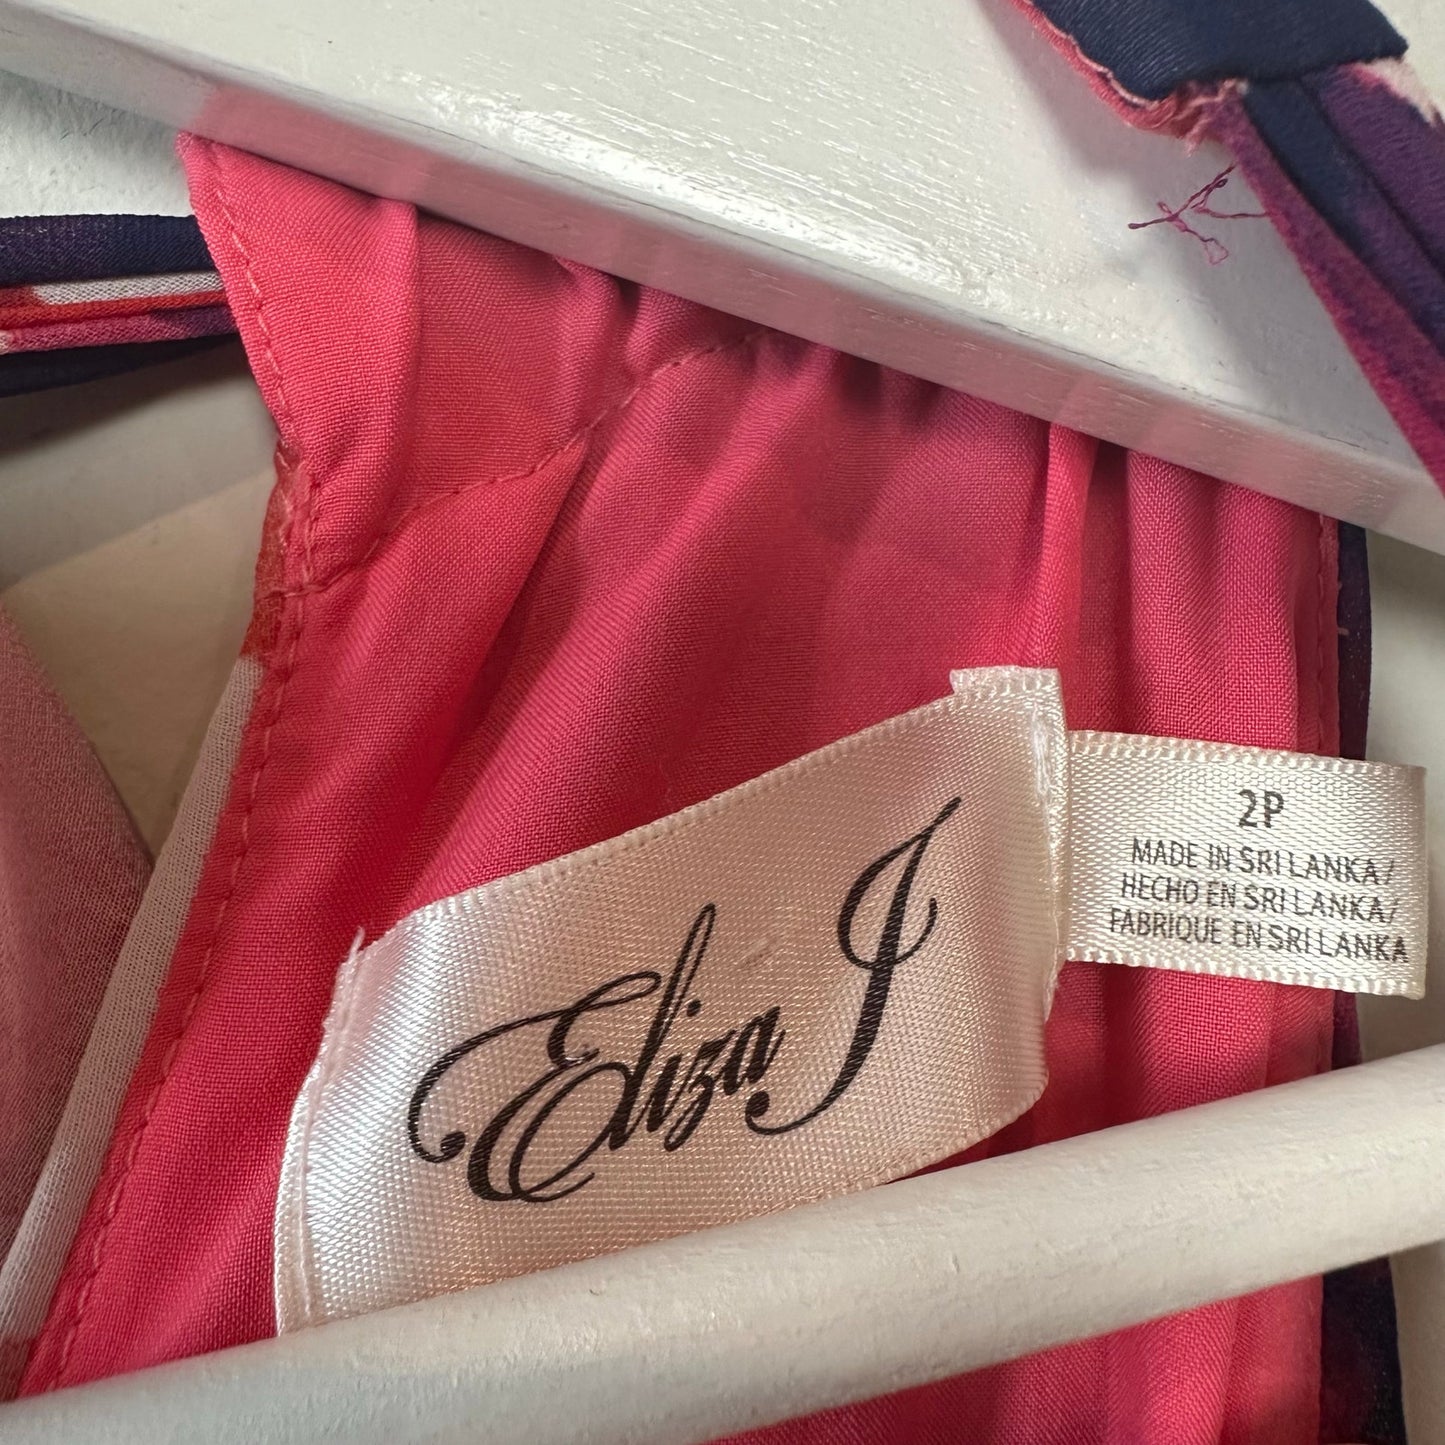 Eliza J
2P
MADE IN SRI LANKA/
HECHO EN SRI LANKA/
FABRIQUE EN SRI LANKA